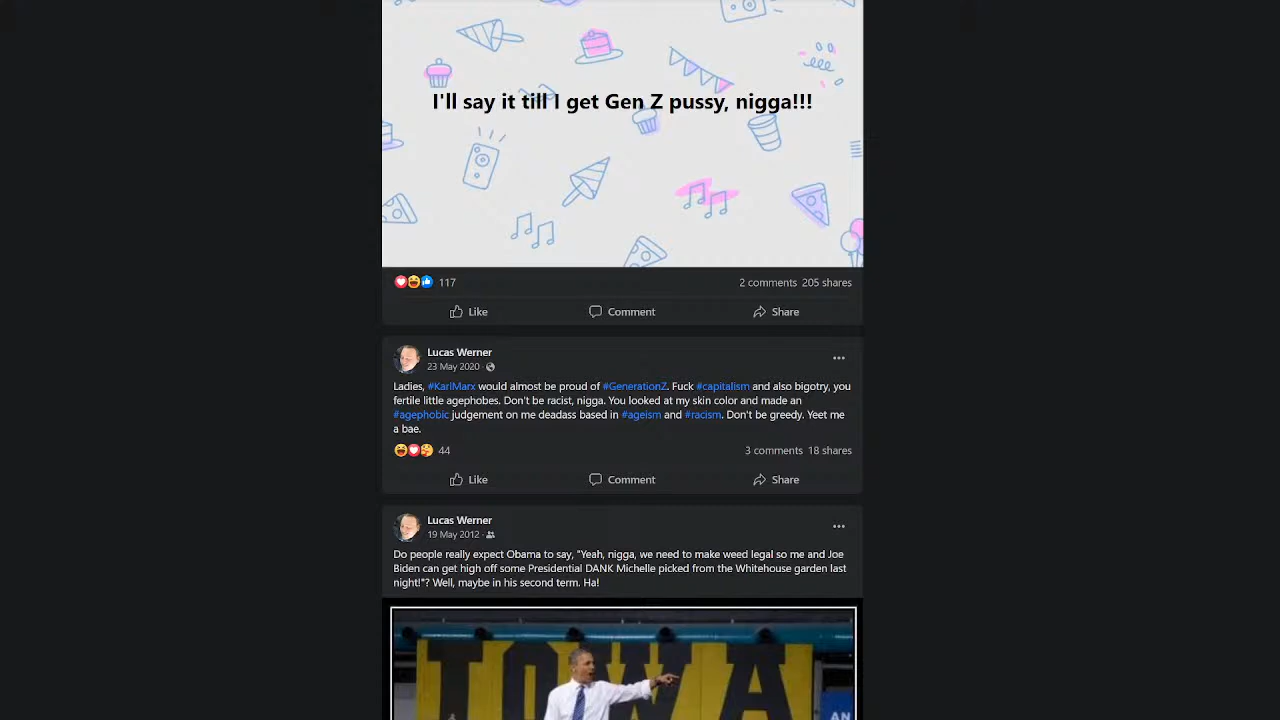 I'll say it till I get Gen Z pussy, nigga!!!
117
2 comments 205 shares
Like Comment Share
Lucas Werner
23 May 2020
Ladies, #KarlMarx would almost be proud of #GenerationZ. Fuck #capitalism and also bigotry, you
fertile little agephobes. Don't be racist, nigga. You looked at my skin color and made an
#agephobic judgement on me deadass based in #ageism and #racism. Don't be greedy. Yeet me
a bae.
44
3 comments 18 shares
Like Comment Share
Lucas Werner
19 May 2012
Do people really expect Obama to say, "Yeah, nigga, we need to make weed legal so me and Joe
Biden can get high off some Presidential DANK Michelle picked from the Whitehouse garden last
night!"? Well, maybe in his second term. Ha!
IOWA
AN